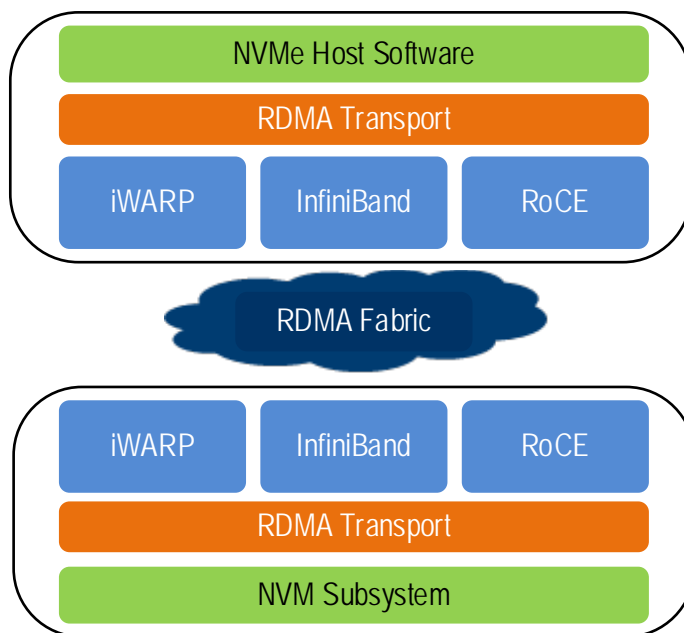 NVMe Host Software
RDMA Transport
iWARP InfiniBand RoCE
RDMA Fabric
iWARP InfiniBand RoCE
RDMA Transport
NVM Subsystem